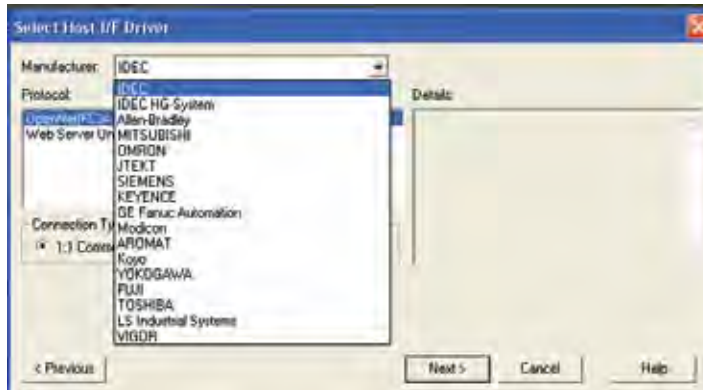 Select Host I/F Driver
Manufacturer: IDEC
Protocol: Details:
IDEC
IDEC HG-System
Allen-Bradley
Web Server Un
MITSUBISHI
OMRON
JTEKT
SIEMENS
KEYENCE
GE Fanuc Automation
Connection Ty
Modicon
1:1 Comm
AROMAT
Koyo
YOKOGAWA
FUJI
TOSHIBA
LS Industrial Systems
VIGOR
< Previous Next > Cancel Help